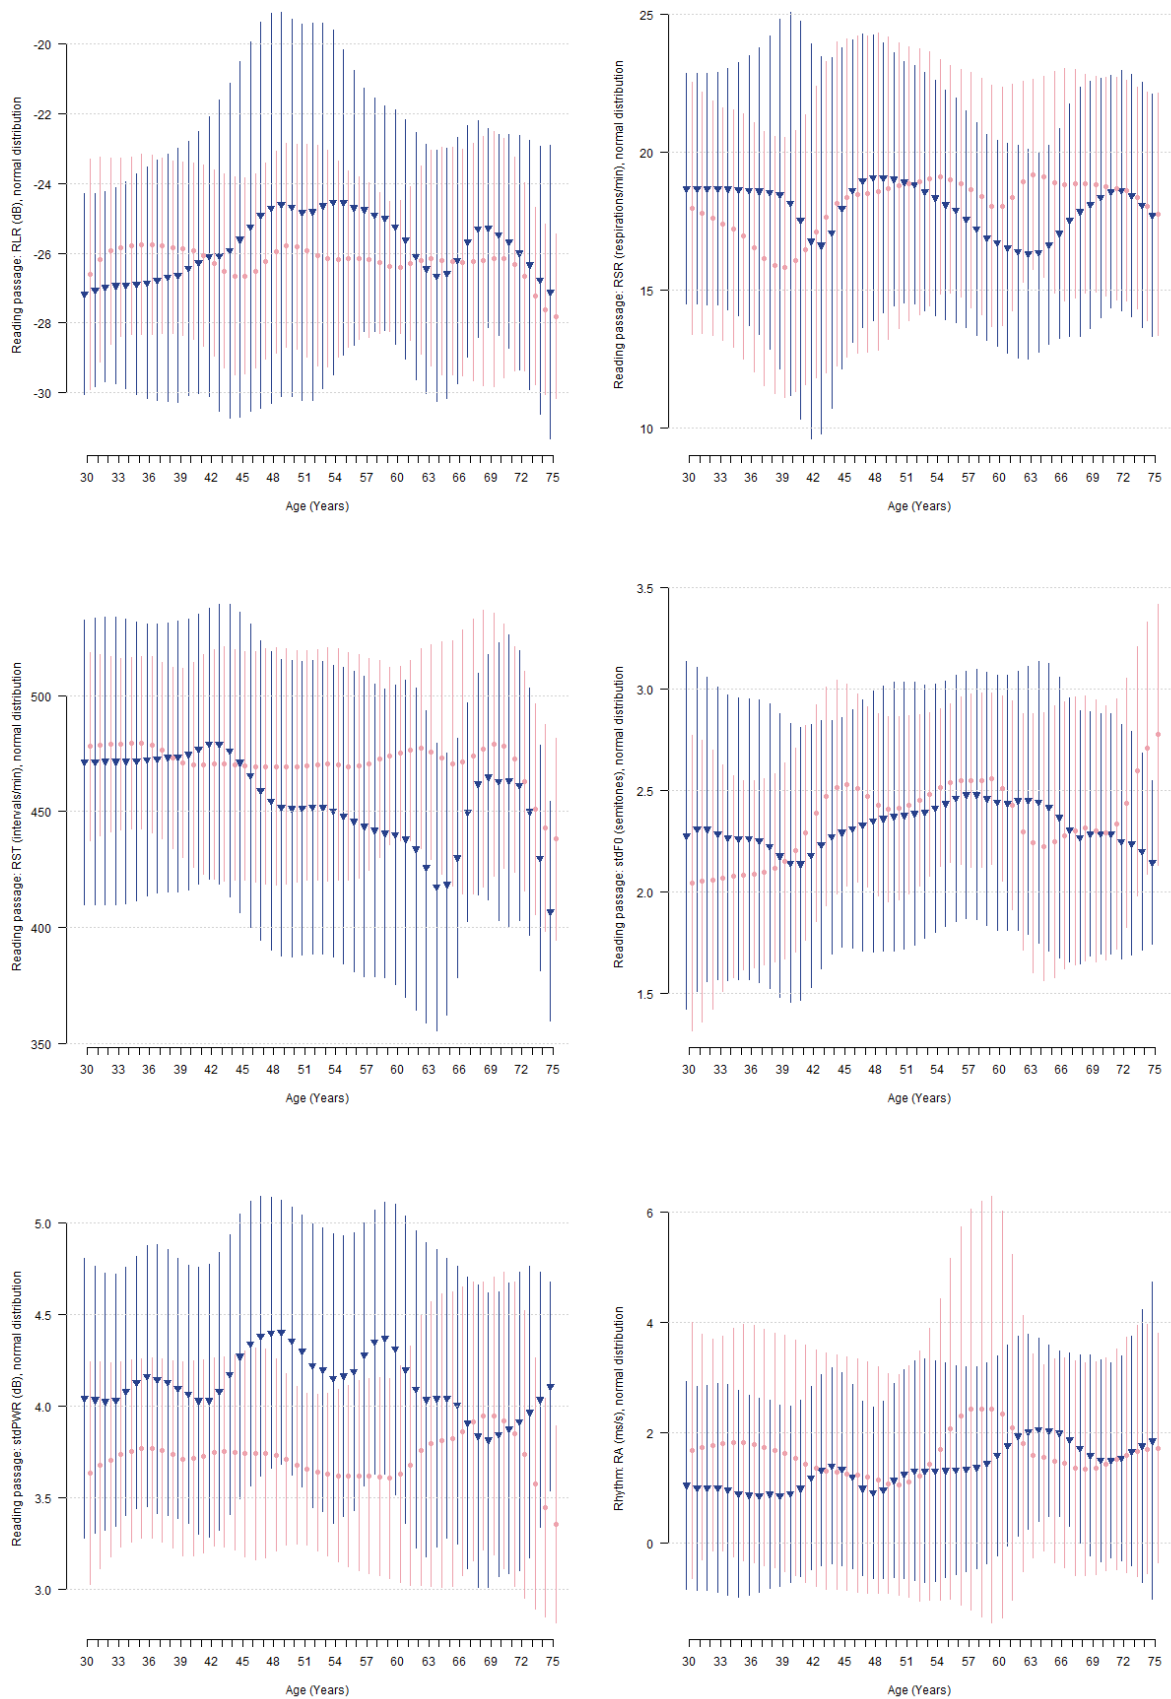 Reading passage: RLR (dB), normal distribution
-20
-22
-24
-26
-28
-30
30 33 36 39 42 45 48 51 54 57 60 63 66 69 72 75
Age (Years)
Reading passage: RSR (respirations/min), normal distribution
25
20
15
10
30 33 36 39 42 45 48 51 54 57 60 63 66 69 72 75
Age (Years)
Reading passage: RST (intervals/min), normal distribution
500
450
400
350
30 33 36 39 42 45 48 51 54 57 60 63 66 69 72 75
Age (Years)
Reading passage: stdF0 (semitones), normal distribution
3.5
3.0
2.5
2.0
1.5
30 33 36 39 42 45 48 51 54 57 60 63 66 69 72 75
Age (Years)
Reading passage: stdPWR (dB), normal distribution
5.0
4.5
4.0
3.5
3.0
30 33 36 39 42 45 48 51 54 57 60 63 66 69 72 75
Age (Years)
Rhythm: RA (ms/s), normal distribution
6
4
2
0
30 33 36 39 42 45 48 51 54 57 60 63 66 69 72 75
Age (Years)